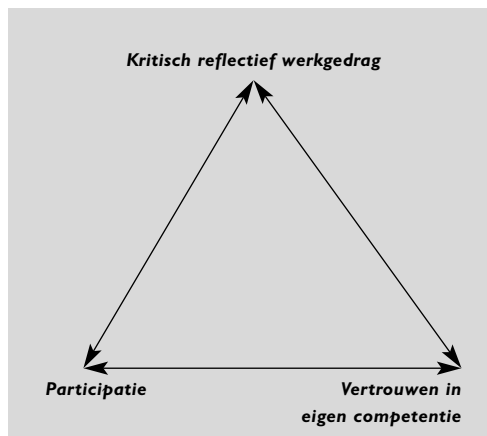 Kritisch reflectief werkgedrag
Participatie
Vertrouwen in
eigen competentie